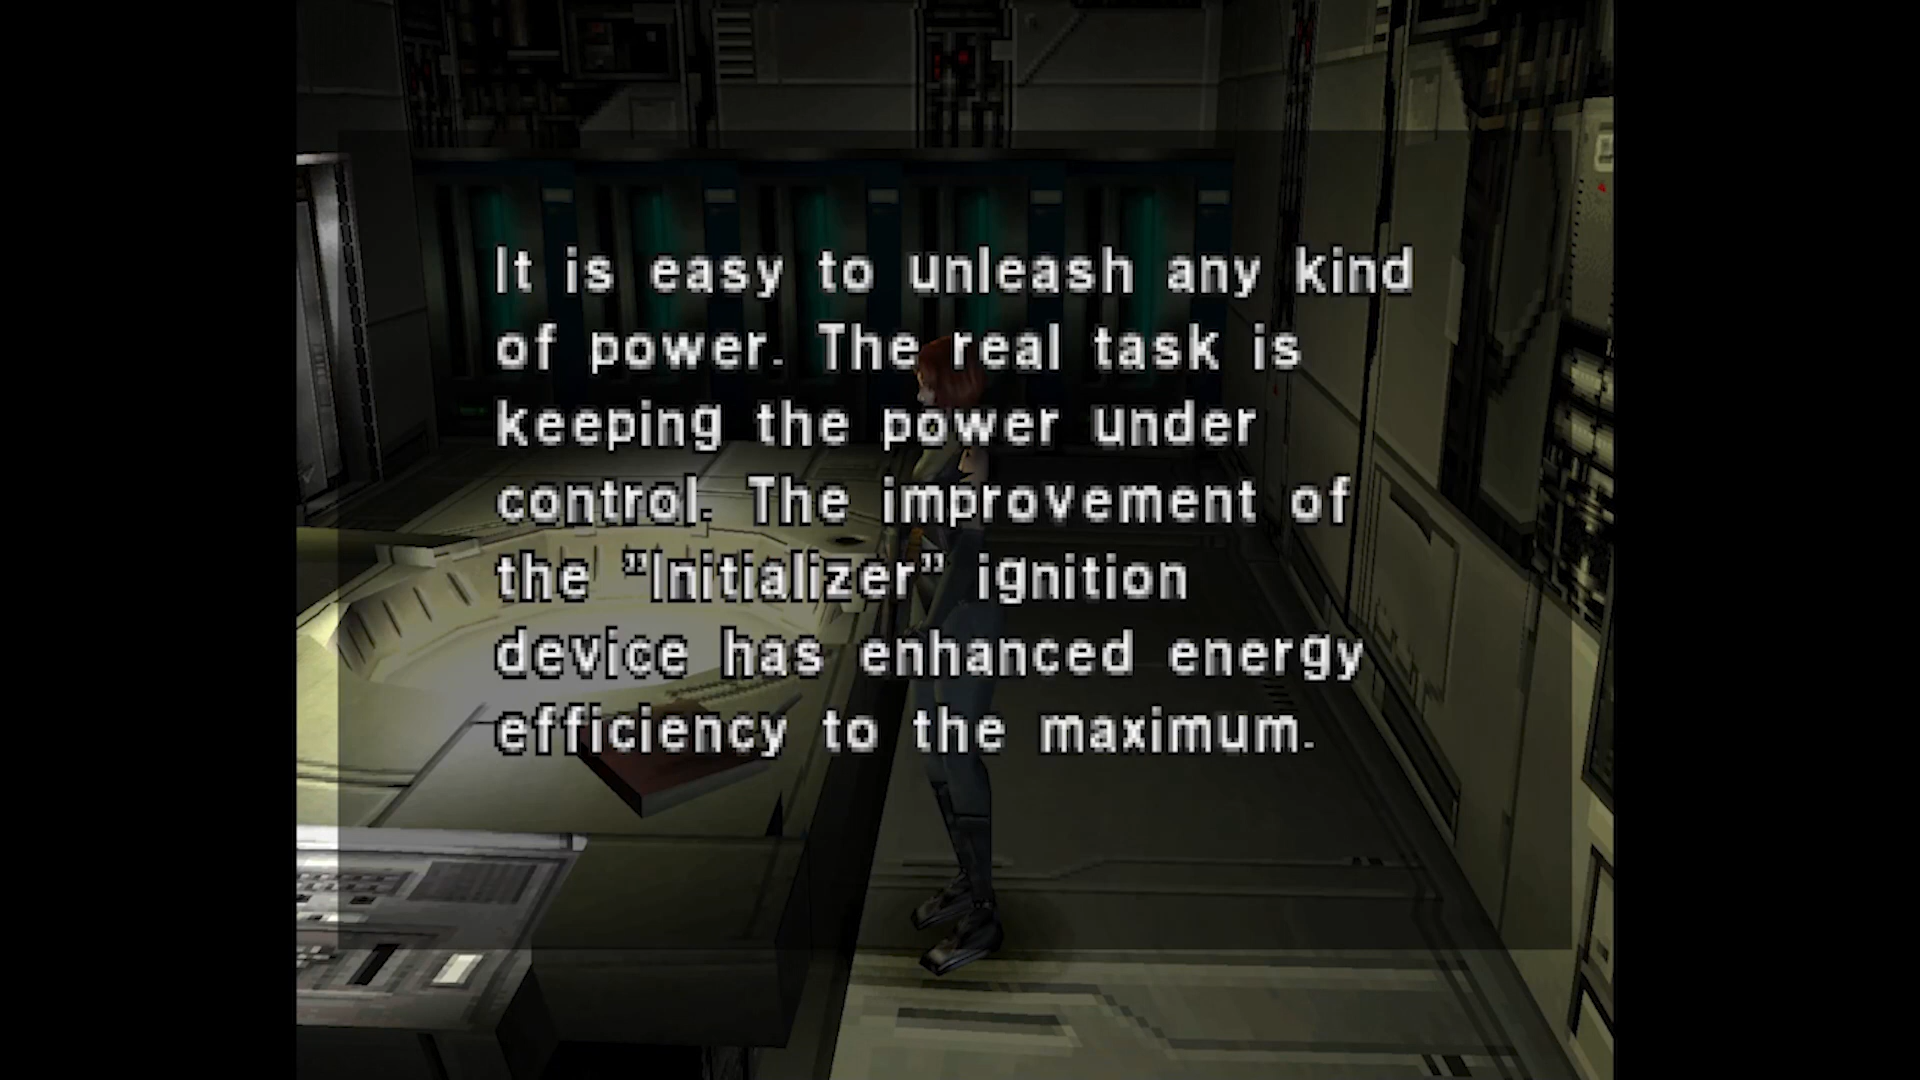 It is easy to unleash any kind
of power. The real task is
keeping the power under
control. The improvement of
the "Initializer" ignition
device has enhanced energy
efficiency to the maximum.